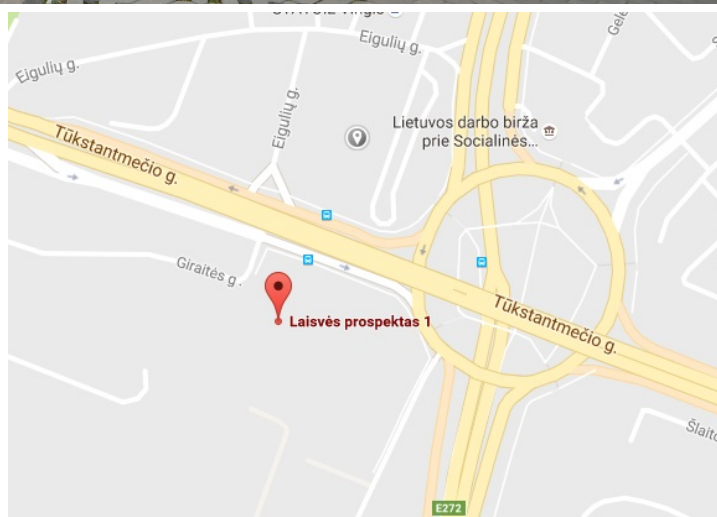 Eigulių g.
Eigulių g.
Eigulių g.
Lietuvos darbo birža
prie Socialinės...
Tūkstantmečio g.
Giraitės g.
Laisvės prospektas 1
Tūkstantmečio g.
E272